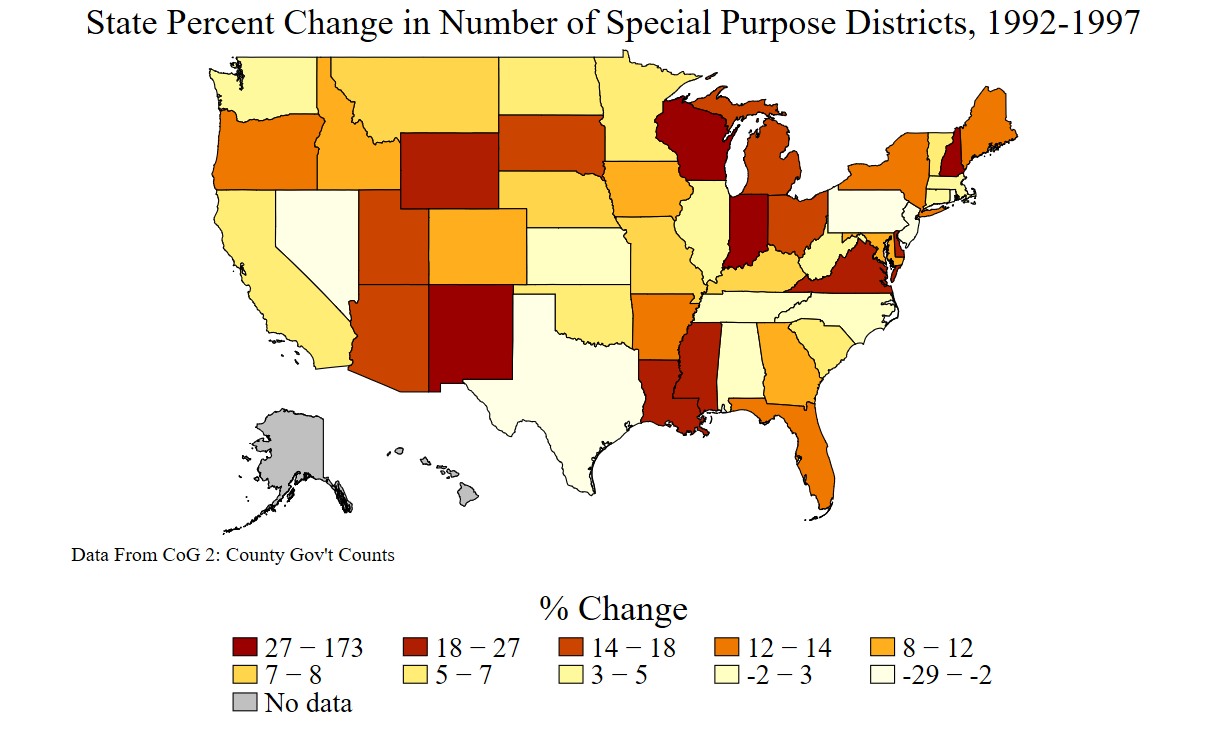 State Percent Change in Number of Special Purpose Districts, 1992-1997
Data From CoG 2: County Gov't Counts
% Change
27 − 173 18 − 27 14 − 18 12 − 14 8 − 12
7 − 8 5 − 7 3 − 5 -2 − 3 -29 − -2
No data